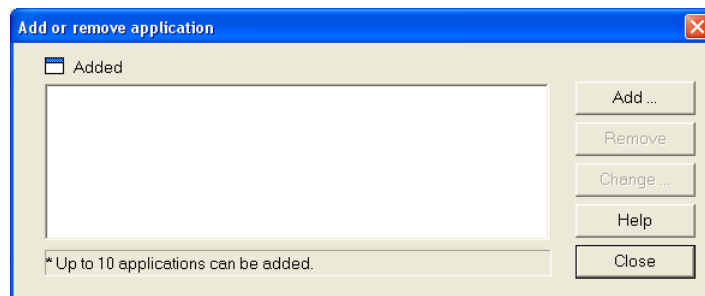 Add or remove application
Added
Add ...
Remove
Change ...
Help
Close
* Up to 10 applications can be added.